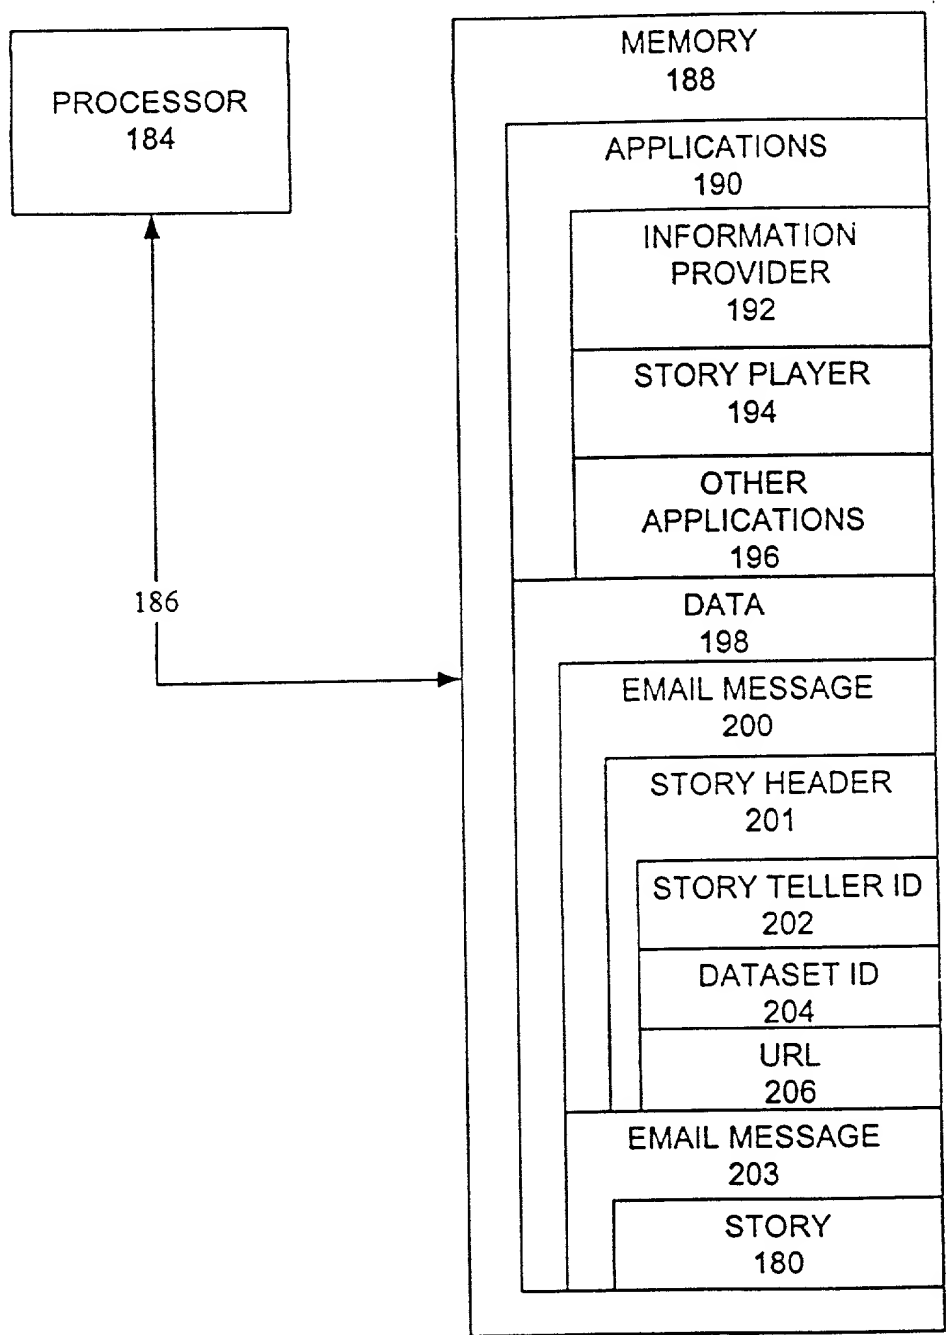 PROCESSOR
184
186
MEMORY
188
APPLICATIONS
190
INFORMATION
PROVIDER
192
STORY PLAYER
194
OTHER
APPLICATIONS
196
DATA
198
EMAIL MESSAGE
200
STORY HEADER
201
STORY TELLER ID
202
DATASET ID
204
URL
206
EMAIL MESSAGE
203
STORY
180